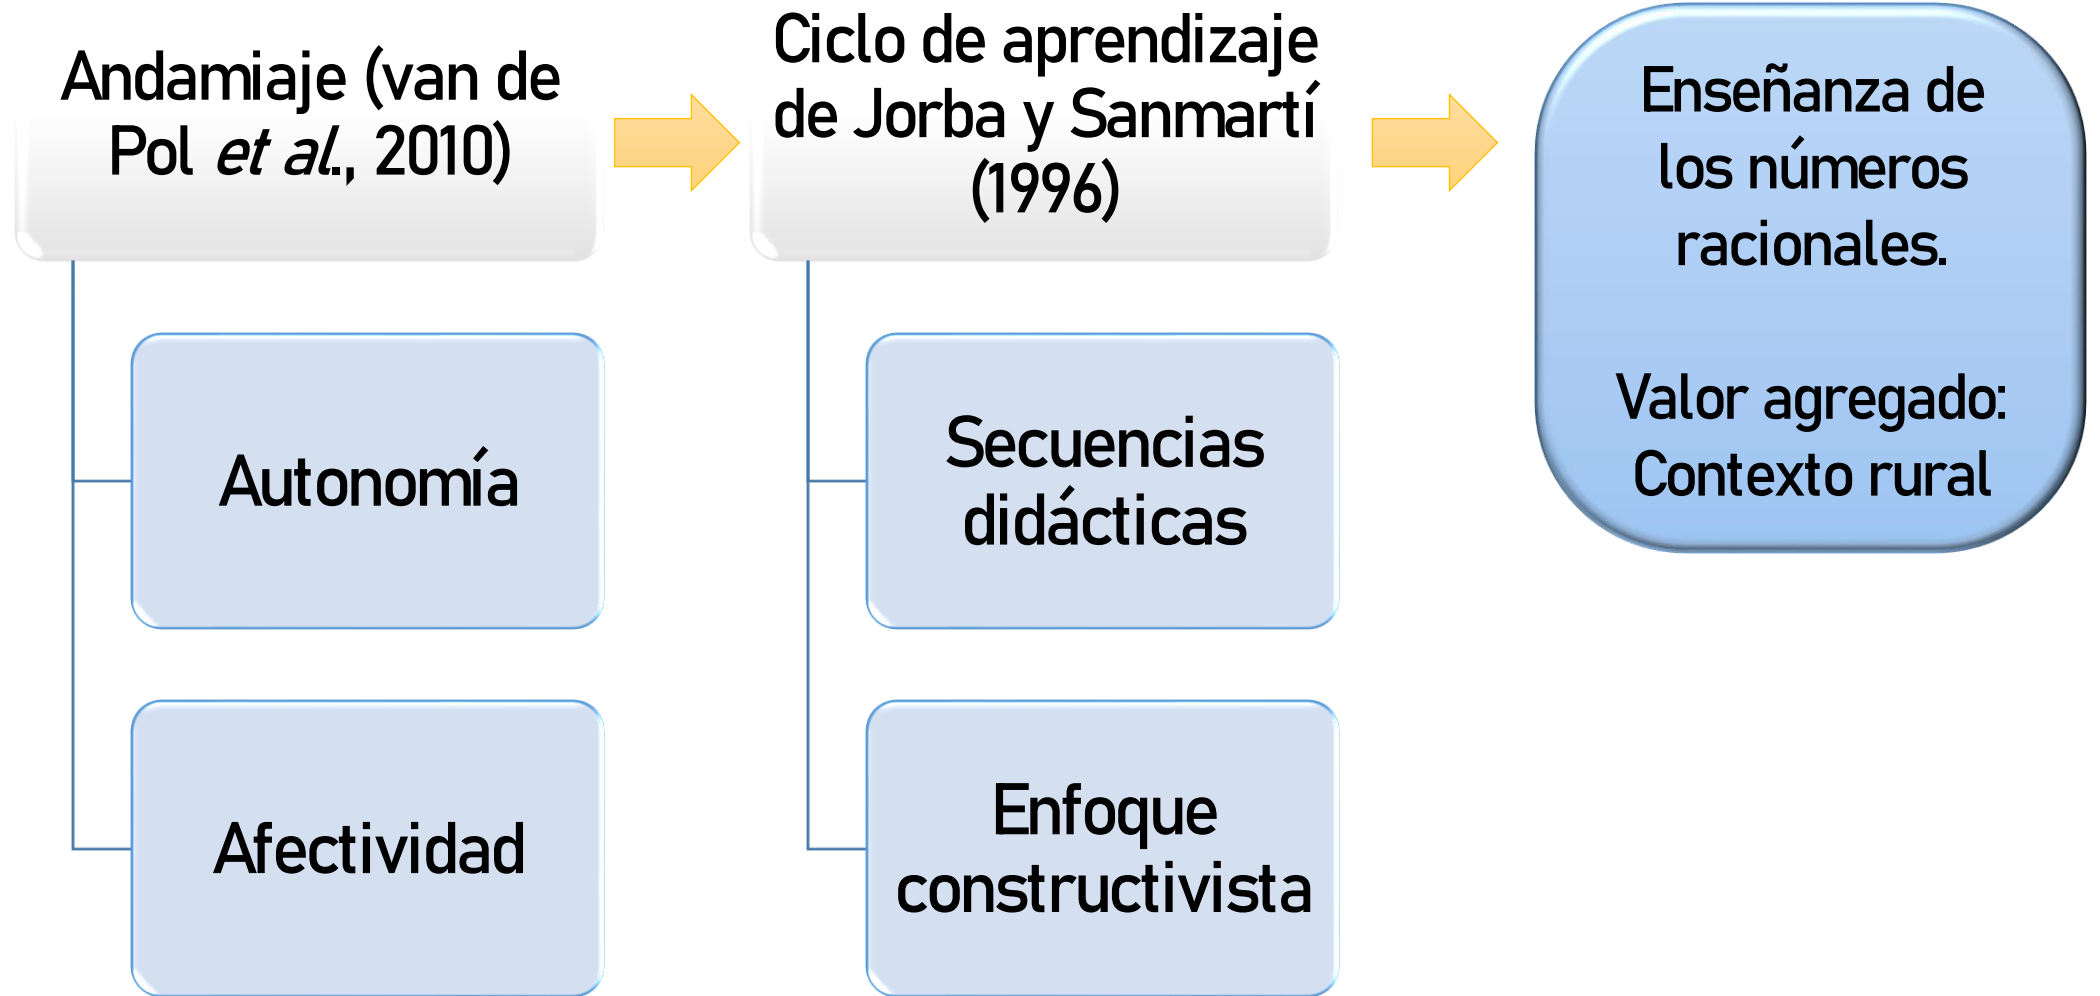 Andamiaje (van de
Pol et al., 2010)
Autonomía
Afectividad
Ciclo de aprendizaje
de Jorba y Sanmartí
(1996)
Secuencias
didácticas
Enfoque
constructivista
Enseñanza de
los números
racionales.
Valor agregado:
Contexto rural